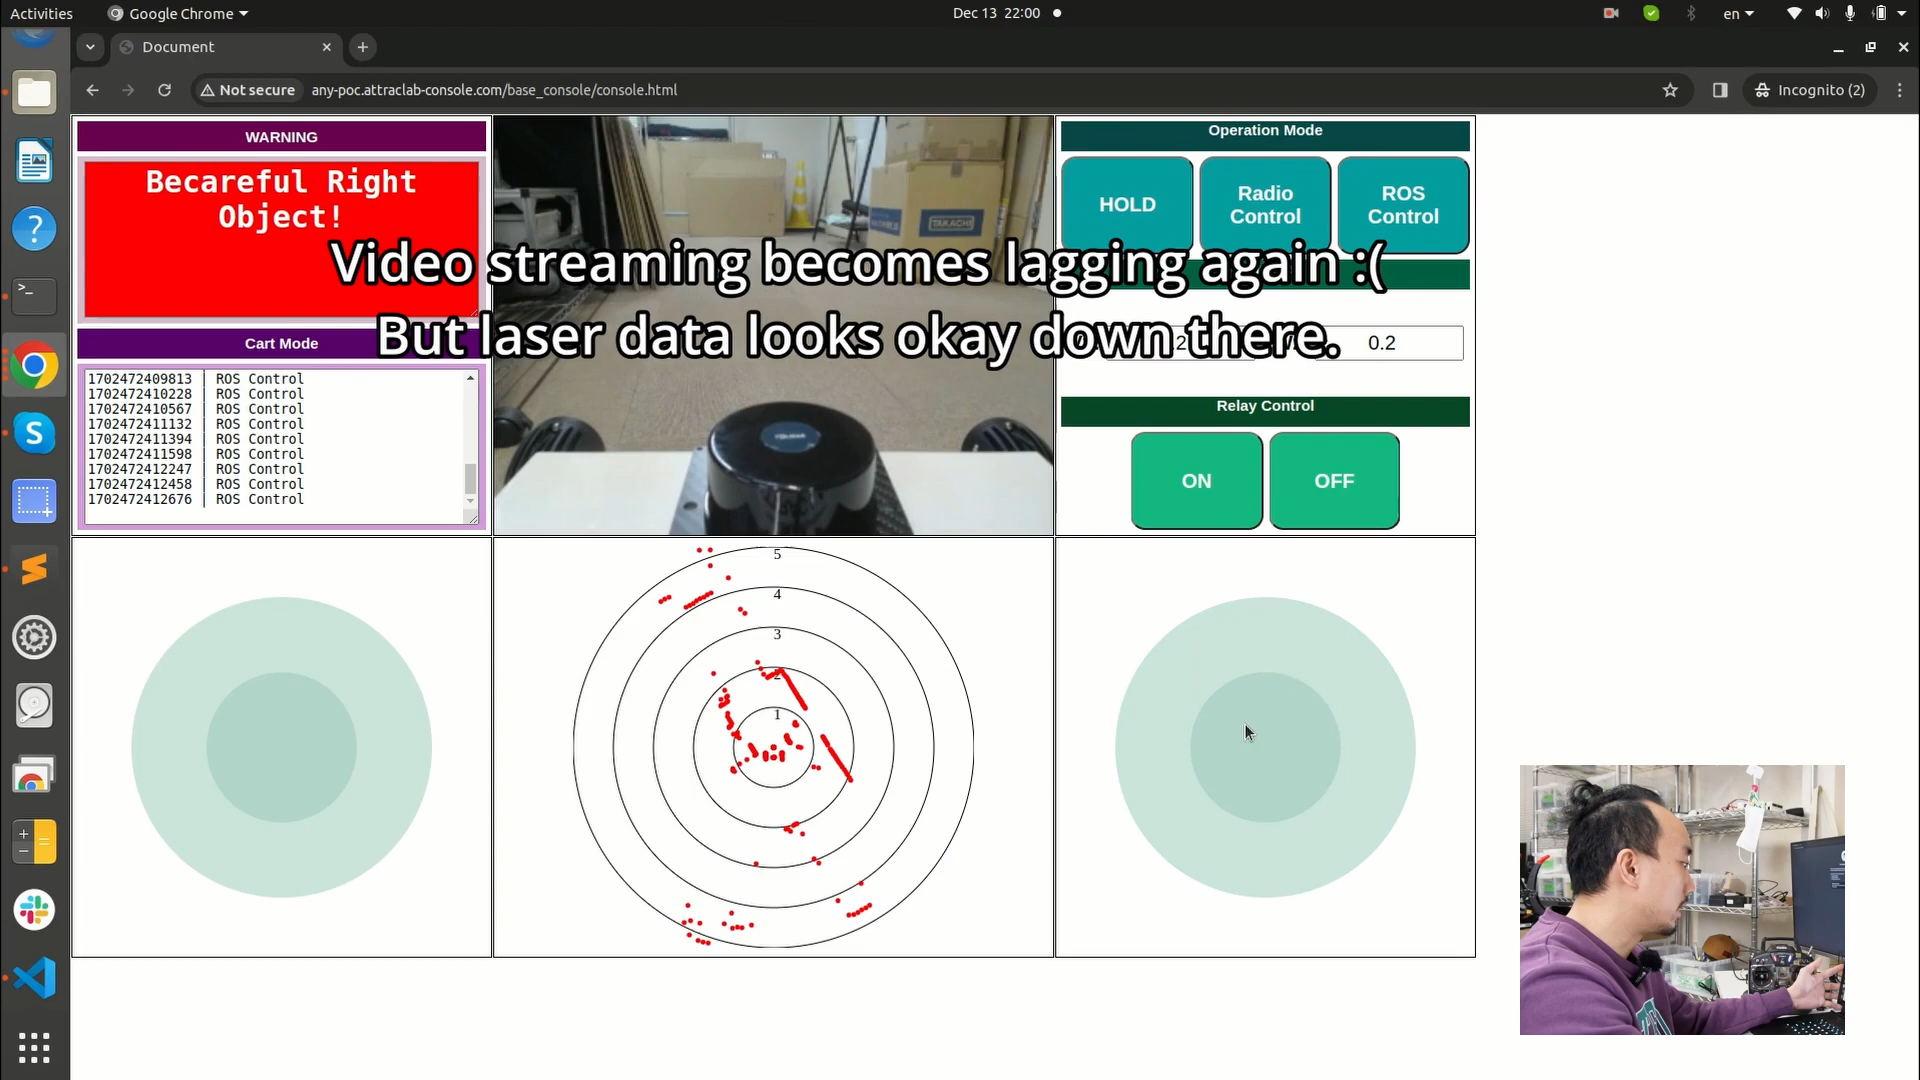 Activities
Google Chrome
Dec 13 22:00
en
Document
Not secure
any-poc.attraclab-console.com/base_console/console.html
Incognito (2)
WARNING
Becareful Right
Object!
Cart Mode
1702472409813 | ROS Control
1702472410228 | ROS Control
1702472410567 | ROS Control
1702472411132 | ROS Control
1702472411394 | ROS Control
1702472411598 | ROS Control
1702472412247 | ROS Control
1702472412458 | ROS Control
1702472412676 | ROS Control
TAKACHI
Operation Mode
HOLD
Radio
Control
ROS
Control
Video streaming becomes lagging again :(
But laser data looks okay down there.
0.2
Relay Control
ON
OFF
5
4
3
2
1